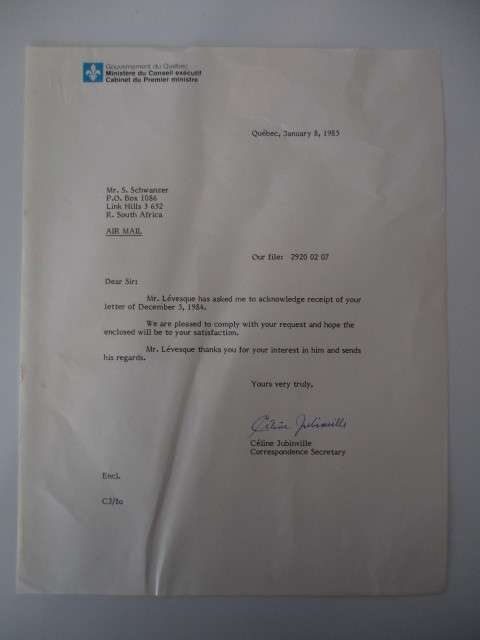 Gouvernement du Québec
Ministère du Conseil exécutif
Cabinet du Premier ministre
Québec, January 8, 1985
Mr. S. Schwanzer
P.O. Box 1086
Link Hills 3 652
R. South Africa
AIR MAIL
Our file: 2920 02 07
Dear Sir:
Mr. Lévesque has asked me to acknowledge receipt of your
letter of December 3, 1984.
We are pleased to comply with your request and hope the
enclosed will be to your satisfaction.
Mr. Lévesque thanks you for your interest in him and sends
his regards.
Yours very truly,
Céline Jubinville
Céline Jubinville
Correspondence Secretary
Encl.